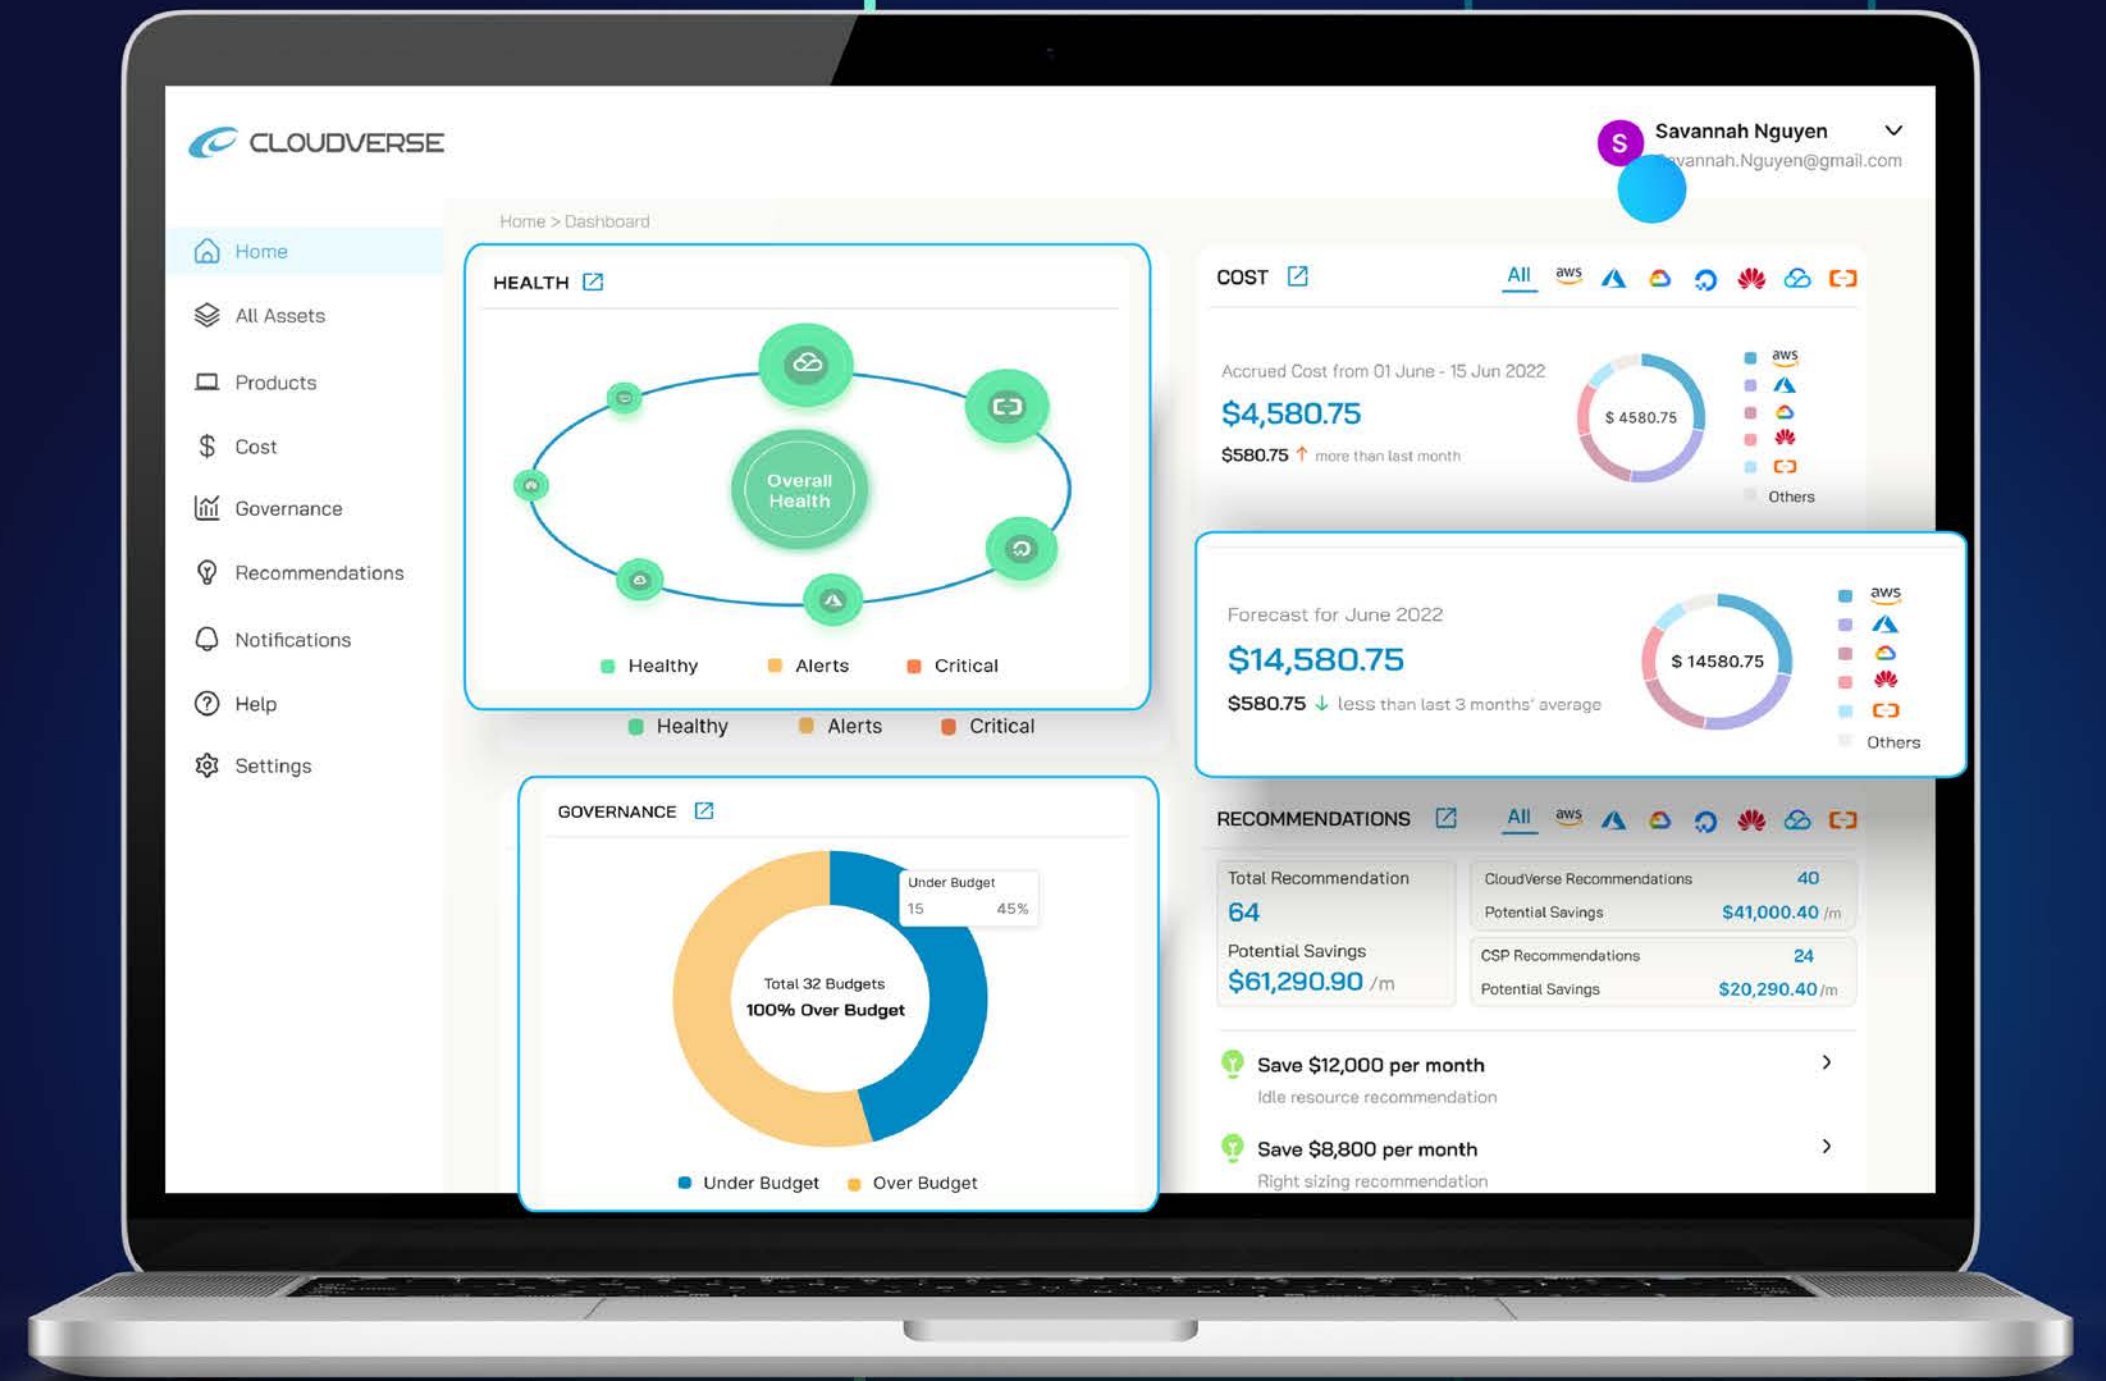 CLOUDVERSE
S
Savannah Nguyen
avannah.Nguyen@gmail.com
Home > Dashboard
Home
All Assets
Products
Cost
Governance
Recommendations
Notifications
Help
Settings
HEALTH
Overall
Health
Healthy Alerts Critical
Healthy Alerts Critical
GOVERNANCE
Under Budget
15 45%
Total 32 Budgets
100% Over Budget
Under Budget Over Budget
COST
All aws
Accrued Cost from 01 June - 15 Jun 2022
$4,580.75
$580.75 ↑ more than last month
$ 4580.75
aws
Others
Forecast for June 2022
$14,580.75
$580.75 ↓ less than last 3 months' average
$ 14580.75
aws
Others
RECOMMENDATIONS
All aws
Total Recommendation
64
Potential Savings
$61,290.90 /m
CloudVerse Recommendations 40
Potential Savings $41,000.40 /m
CSP Recommendations 24
Potential Savings $20,290.40 /m
Save $12,000 per month
Idle resource recommendation
Save $8,800 per month
Right sizing recommendation